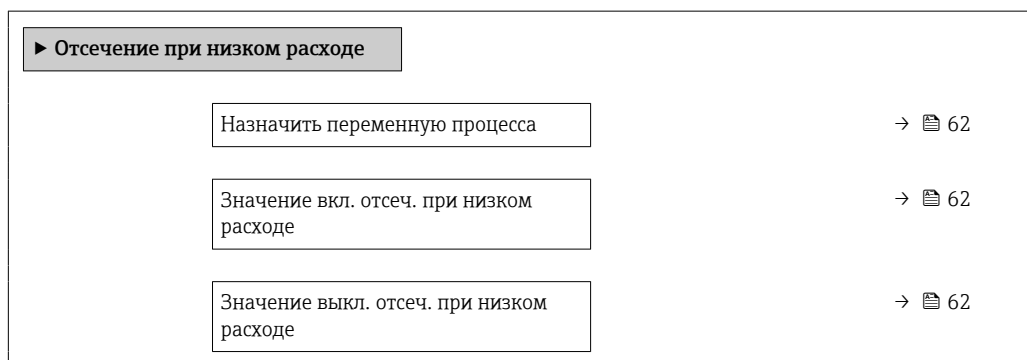 ▶ Отсечение при низком расходе
Назначить переменную процесса → 62
Значение вкл. отсеч. при низком → 62
расходе
Значение выкл. отсеч. при низком → 62
расходе